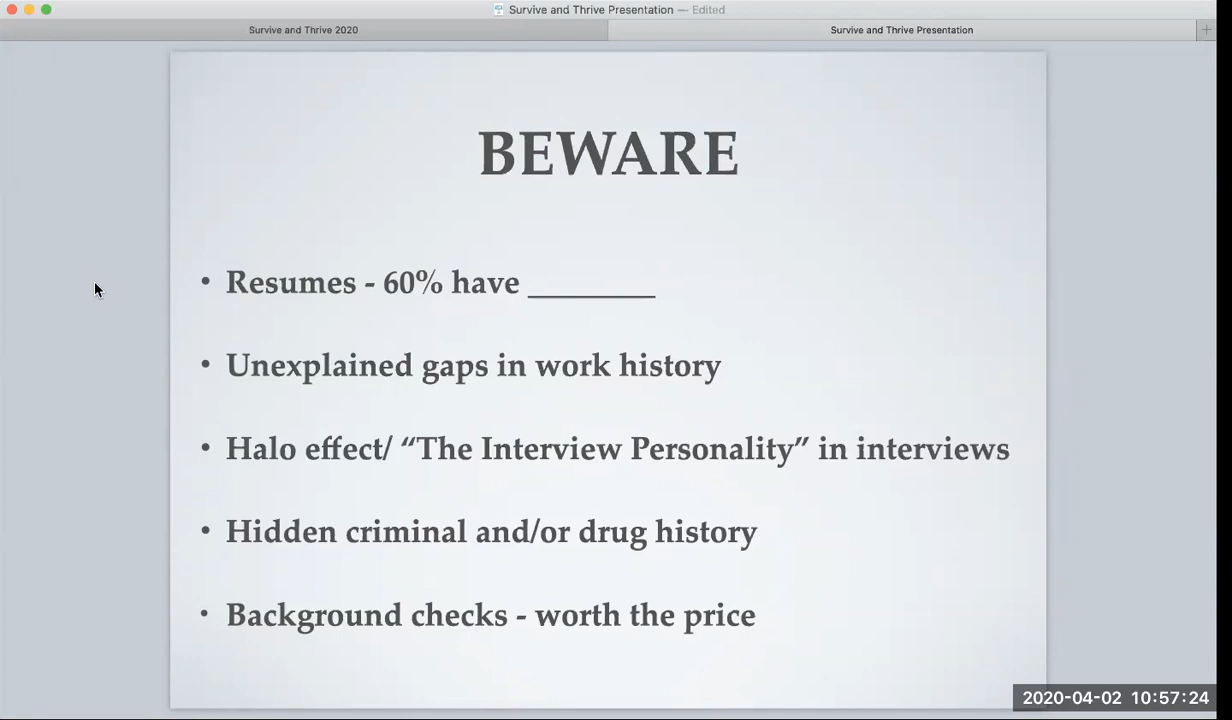 Survive and Thrive Presentation — Edited
Survive and Thrive 2020
Survive and Thrive Presentation
BEWARE
• Resumes - 60% have ________
• Unexplained gaps in work history
• Halo effect/ “The Interview Personality” in interviews
• Hidden criminal and/or drug history
• Background checks - worth the price
2020-04-02 10:57:24